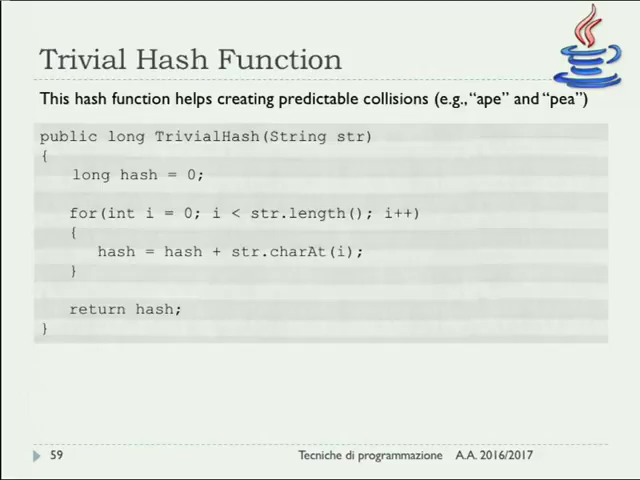 Trivial Hash Function
This hash function helps creating predictable collisions (e.g., “ape” and “pea”)
public long TrivialHash(String str)
{
long hash = 0;
for(int i = 0; i < str.length(); i++)
{
hash = hash + str.charAt(i);
}
return hash;
}
59
Tecniche di programmazione A.A. 2016/2017